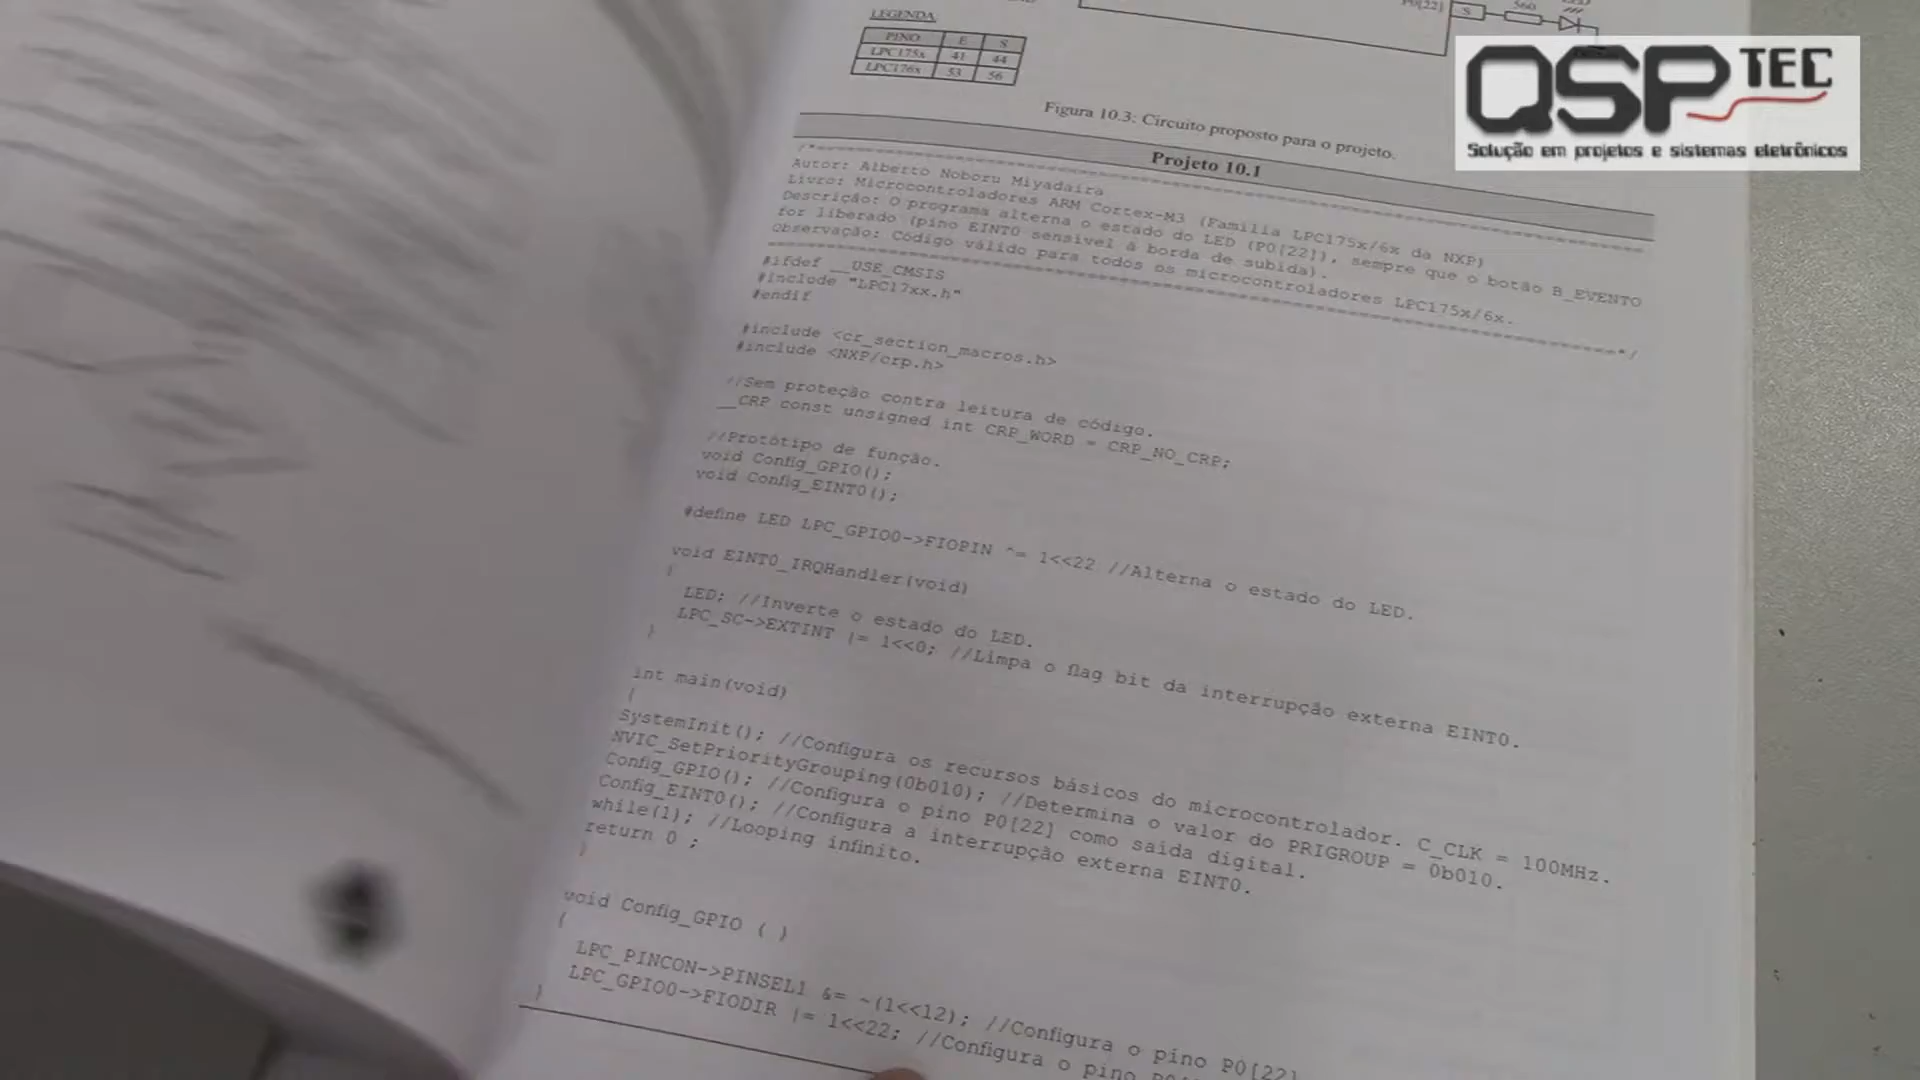 LEGENDA
PINO E S
LPC175x 41 44
LPC176x 53 56
P0[22] S 560
QSP TEC
Solução em projetos e sistemas eletrônicos
Figura 10.3: Circuito proposto para o projeto.
Projeto 10.1
/*
Autor: Alberto Noboru Miyadaira
Livro: Microcontroladores ARM Cortex-M3 (Família LPC175x/6x da NXP)
Descrição: O programa alterna o estado do LED (P0[22]), sempre que o botão B_EVENTO
for liberado (pino EINT0 sensível à borda de subida).
Observação: Código válido para todos os microcontroladores LPC175x/6x.
*/
#ifdef __USE_CMSIS
#include "LPC17xx.h"
#endif
#include <cr_section_macros.h>
#include <NXP/crp.h>
//Sem proteção contra leitura de código.
__CRP const unsigned int CRP_WORD = CRP_NO_CRP;
//Protótipo de função.
void Config_GPIO();
void Config_EINT0();
#define LED LPC_GPIO0->FIOPIN ^= 1<<22 //Alterna o estado do LED.
void EINT0_IRQHandler(void)
{
LED; //Inverte o estado do LED.
LPC_SC->EXTINT |= 1<<0; //Limpa o flag bit da interrupção externa EINT0.
}
int main(void)
{
SystemInit(); //Configura os recursos básicos do microcontrolador. C_CLK = 100MHz.
NVIC_SetPriorityGrouping(0b010); //Determina o valor do PRIGROUP = 0b010.
Config_GPIO(); //Configura o pino P0[22] como saída digital.
Config_EINT0(); //Configura a interrupção externa EINT0.
while(1); //Looping infinito.
return 0 ;
}
void Config_GPIO ( )
{
LPC_PINCON->PINSEL1 &= ~(1<<12); //Configura o pino P0[22]
LPC_GPIO0->FIODIR |= 1<<22; //Configura o pino
}